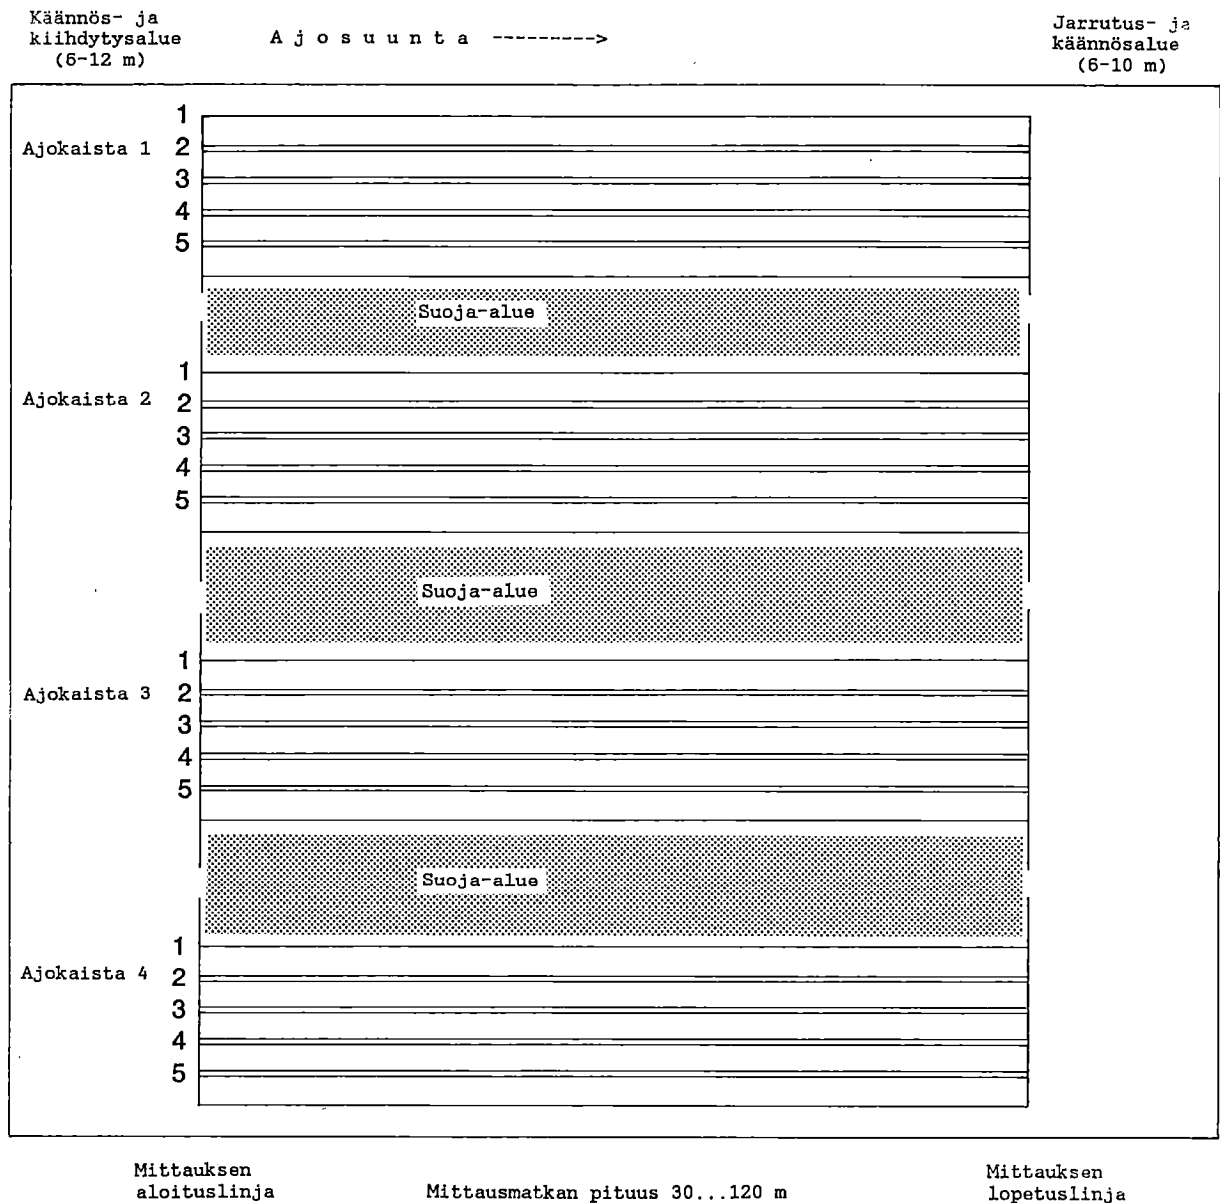 Käännös- ja
kiihdytysalue
(6-12 m)
A j o s u u n t a --------->
Jarrutus- ja
käännösalue
(6-10 m)
1
Ajokaista 1 2
3
4
5
Suoja-alue
1
Ajokaista 2 2
3
4
5
Suoja-alue
1
Ajokaista 3 2
3
4
5
Suoja-alue
1
Ajokaista 4 2
3
4
5
Mittauksen
aloituslinja
Mittausmatkan pituus 30...120 m
Mittauksen
lopetuslinja